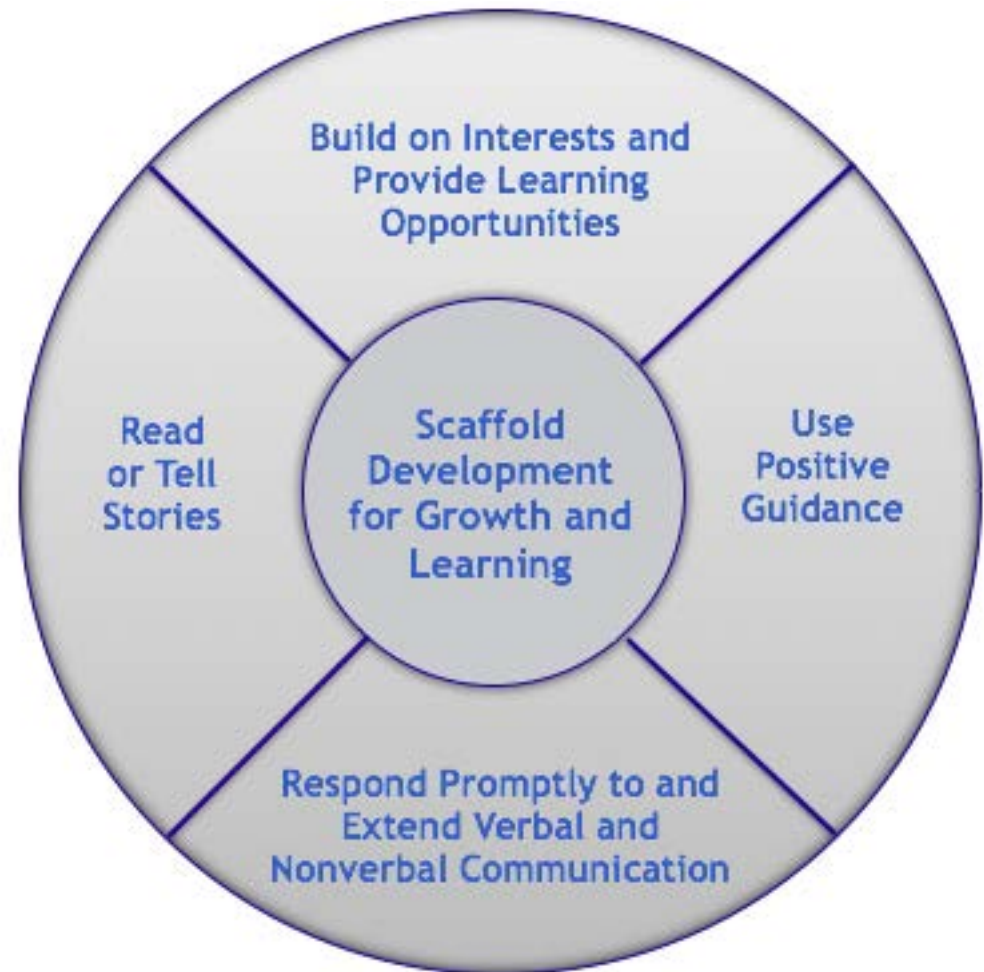 Build on Interests and
Provide Learning
Opportunities
Read
or Tell
Stories
Scaffold
Development
for Growth and
Learning
Use
Positive
Guidance
Respond Promptly to and
Extend Verbal and
Nonverbal Communication